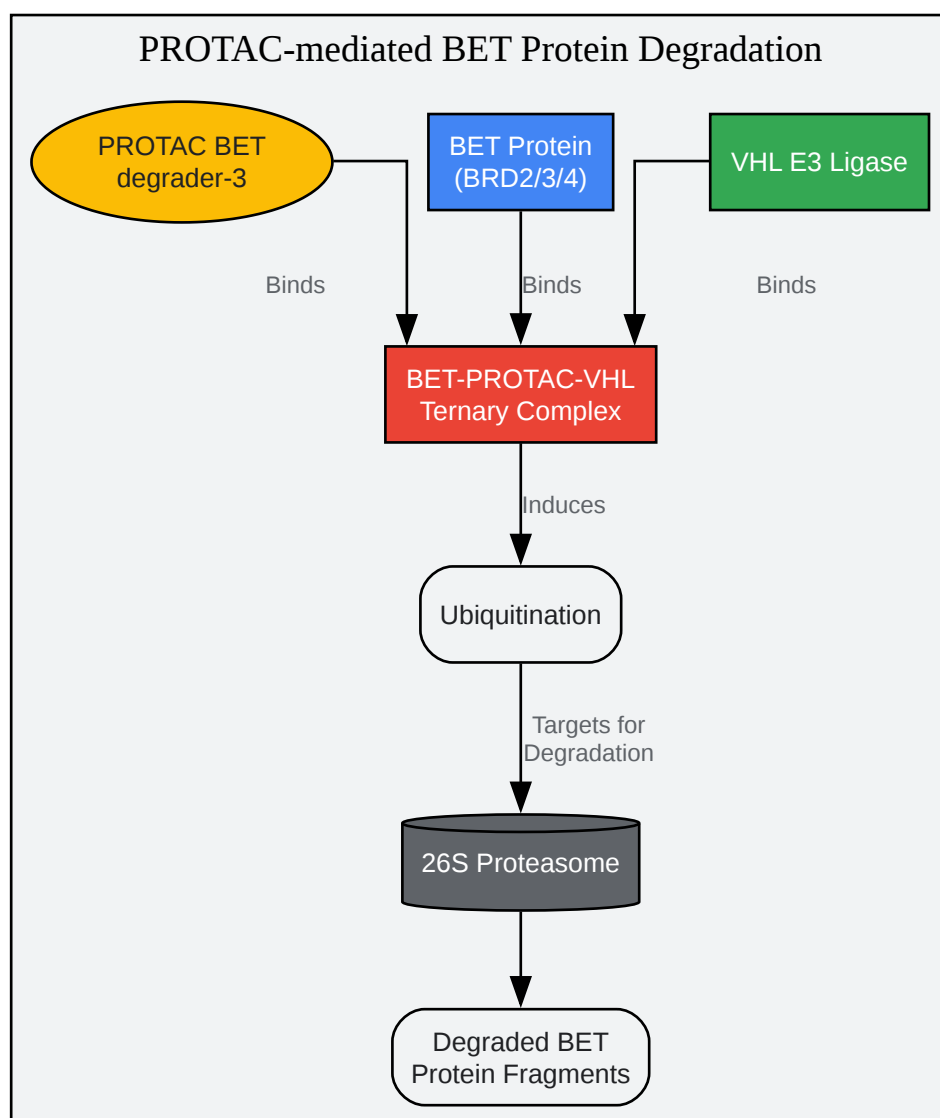 PROTAC-mediated BET Protein Degradation
PROTAC BET
degrader-3
BET Protein
(BRD2/3/4)
VHL E3 Ligase
Binds
Binds
Binds
BET-PROTAC-VHL
Ternary Complex
Induces
Ubiquitination
Targets for
Degradation
26S Proteasome
Degraded BET
Protein Fragments